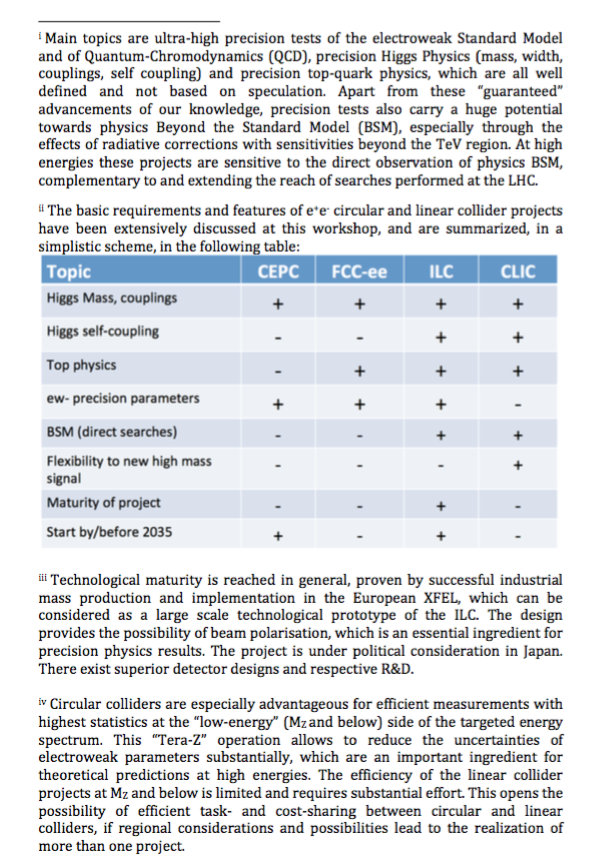 i Main topics are ultra-high precision tests of the electroweak Standard Model
and of Quantum-Chromodynamics (QCD), precision Higgs Physics (mass, width,
couplings, self coupling) and precision top-quark physics, which are all well
defined and not based on speculation. Apart from these "guaranteed"
advancements of our knowledge, precision tests also carry a huge potential
towards physics Beyond the Standard Model (BSM), especially through the
effects of radiative corrections with sensitivities beyond the TeV region. At high
energies these projects are sensitive to the direct observation of physics BSM,
complementary to and extending the reach of searches performed at the LHC.
ii The basic requirements and features of e+e- circular and linear collider projects
have been extensively discussed at this workshop, and are summarized, in a
simplistic scheme, in the following table:
Topic CEPC FCC-ee ILC CLIC
Higgs Mass, couplings + + + +
Higgs self-coupling - - + +
Top physics - + + +
ew- precision parameters + + + -
BSM (direct searches) - - + +
Flexibility to new high mass - - - +
signal
Maturity of project - - + -
Start by/before 2035 + - + -
iii Technological maturity is reached in general, proven by successful industrial
mass production and implementation in the European XFEL, which can be
considered as a large scale technological prototype of the ILC. The design
provides the possibility of beam polarisation, which is an essential ingredient for
precision physics results. The project is under political consideration in Japan.
There exist superior detector designs and respective R&D.
iv Circular colliders are especially advantageous for efficient measurements with
highest statistics at the "low-energy" (MZ and below) side of the targeted energy
spectrum. This "Tera-Z" operation allows to reduce the uncertainties of
electroweak parameters substantially, which are an important ingredient for
theoretical predictions at high energies. The efficiency of the linear collider
projects at MZ and below is limited and requires substantial effort. This opens the
possibility of efficient task- and cost-sharing between circular and linear
colliders, if regional considerations and possibilities lead to the realization of
more than one project.